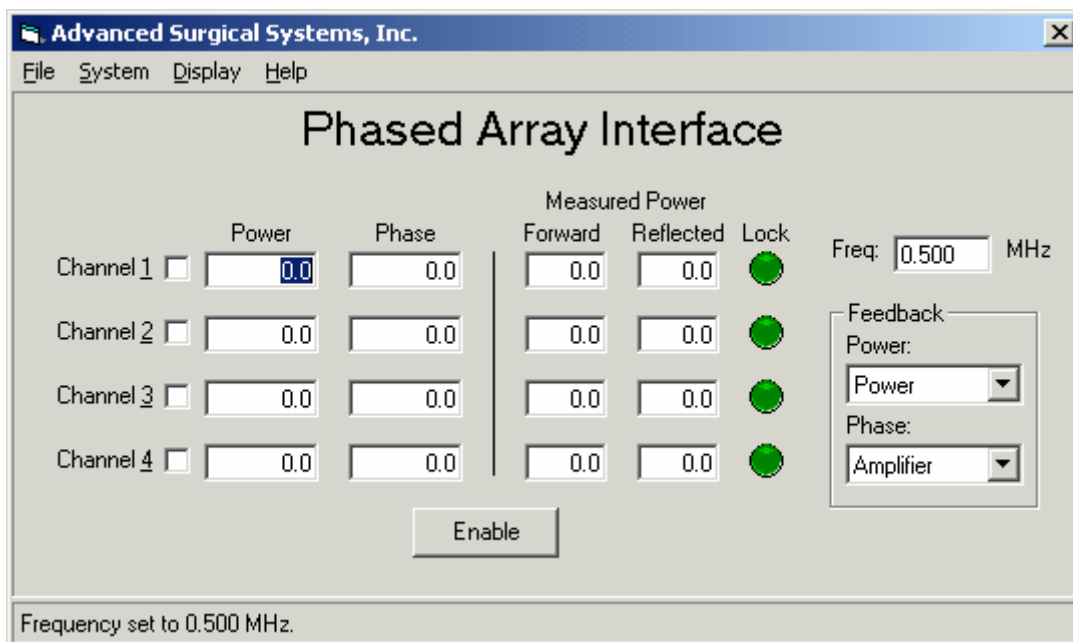 Advanced Surgical Systems, Inc.
File System Display Help
Phased Array Interface
Measured Power
Power Phase Forward Reflected Lock
Freq: 0.500 MHz
Channel 1 0.0 0.0 0.0 0.0
Channel 2 0.0 0.0 0.0 0.0
Channel 3 0.0 0.0 0.0 0.0
Channel 4 0.0 0.0 0.0 0.0
Feedback
Power:
Power
Phase:
Amplifier
Enable
Frequency set to 0.500 MHz.